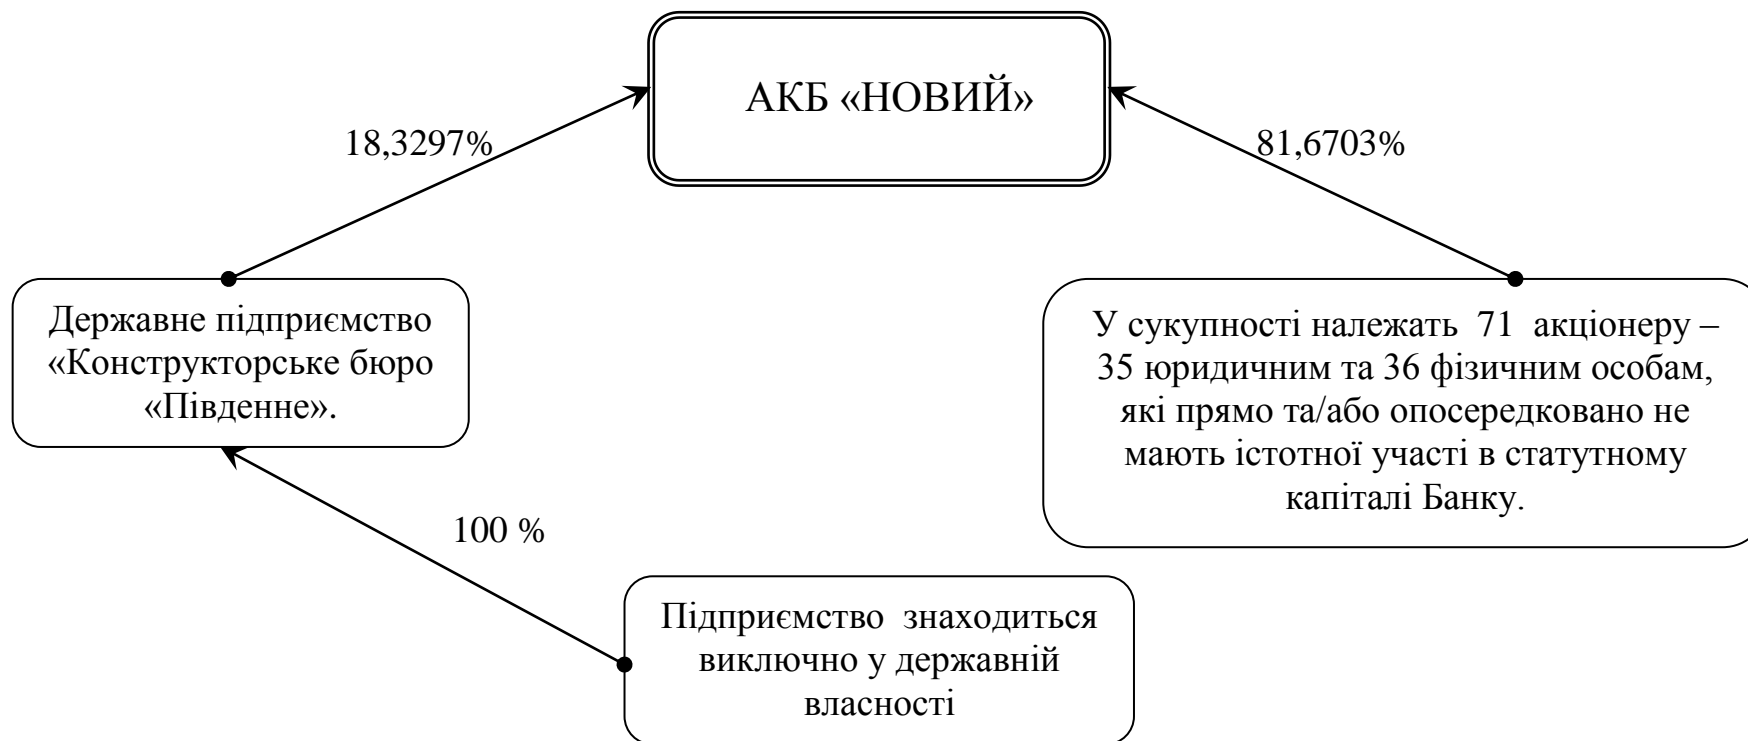 АКБ «НОВИЙ»
18,3297%
81,6703%
Державне підприємство
«Конструкторське бюро
«Південне».
У сукупності належать 71 акціонеру –
35 юридичним та 36 фізичним особам,
які прямо та/або опосередковано не
мають істотної участі в статутному
капіталі Банку.
100 %
Підприємство знаходиться
виключно у державній
власності